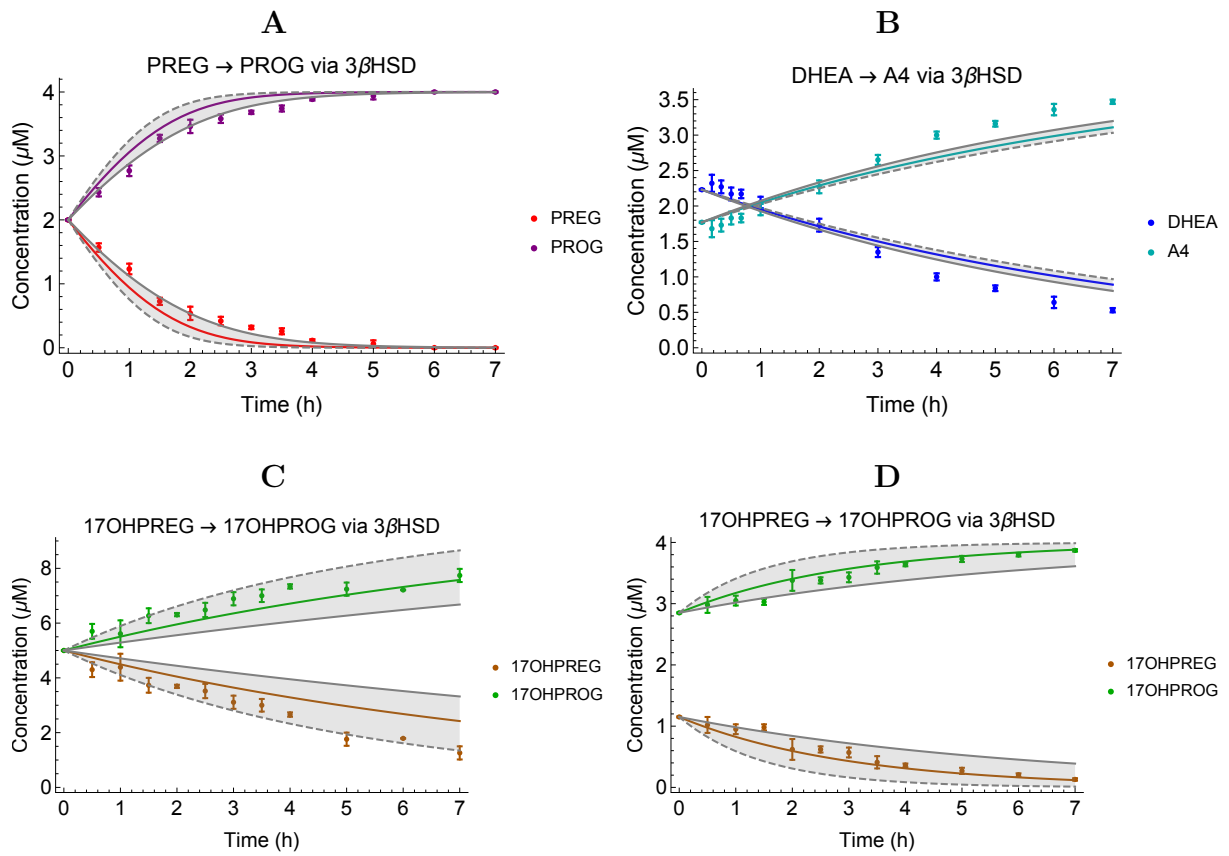 A
PREG → PROG via 3βHSD
Concentration (μM)
4
2
0
0 1 2 3 4 5 6 7
Time (h)
PREG
PROG
B
DHEA → A4 via 3βHSD
Concentration (μM)
3.5
3.0
2.5
2.0
1.5
1.0
0.5
0.0
0 1 2 3 4 5 6 7
Time (h)
DHEA
A4
C
17OHPREG → 17OHPROG via 3βHSD
Concentration (μM)
8
6
4
2
0
0 1 2 3 4 5 6 7
Time (h)
17OHPREG
17OHPROG
D
17OHPREG → 17OHPROG via 3βHSD
Concentration (μM)
4
3
2
1
0
0 1 2 3 4 5 6 7
Time (h)
17OHPREG
17OHPROG